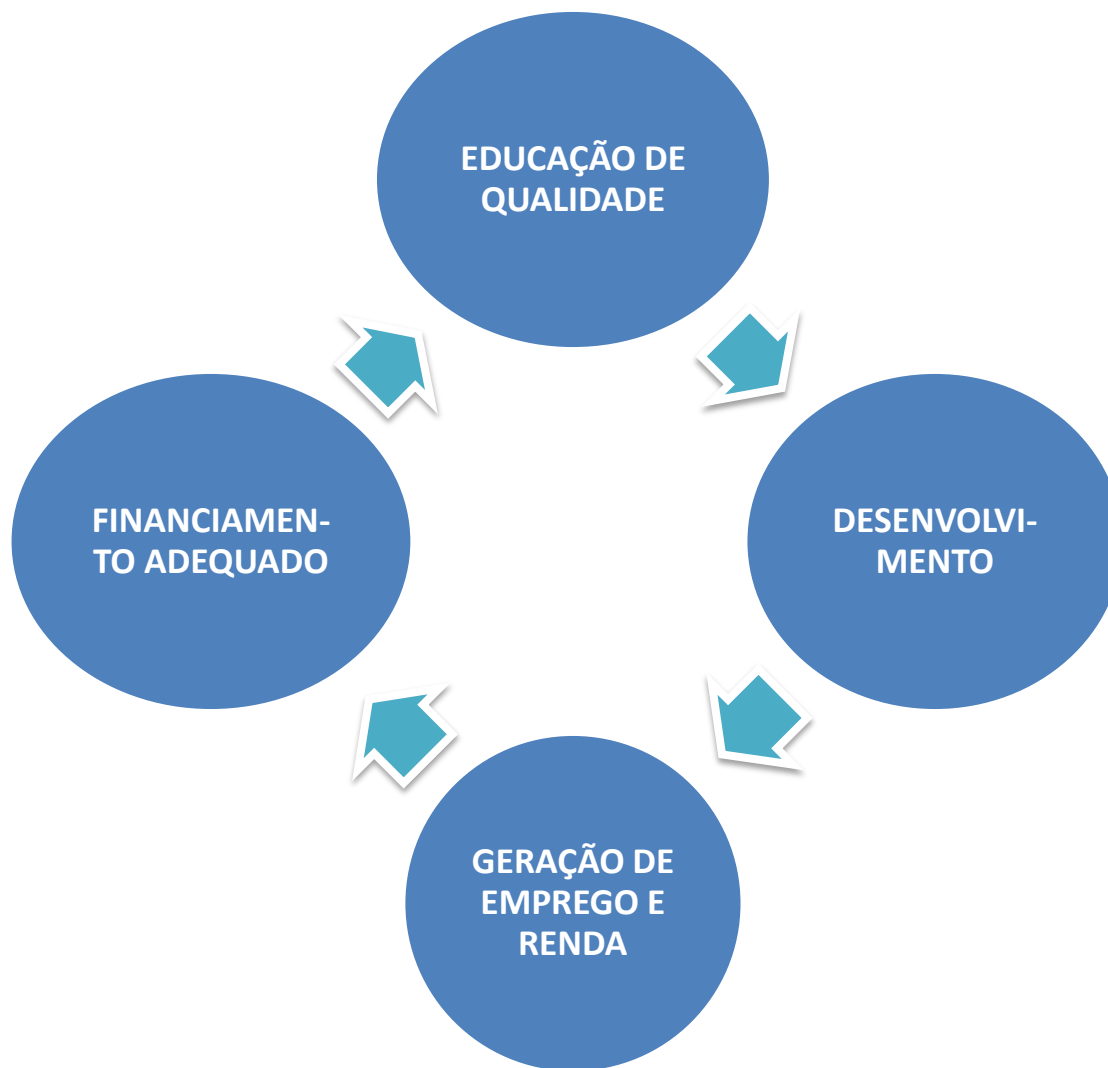 EDUCAÇÃO DE
QUALIDADE
FINANCIAMEN-
TO ADEQUADO
DESENVOLVI-
MENTO
GERAÇÃO DE
EMPREGO E
RENDA